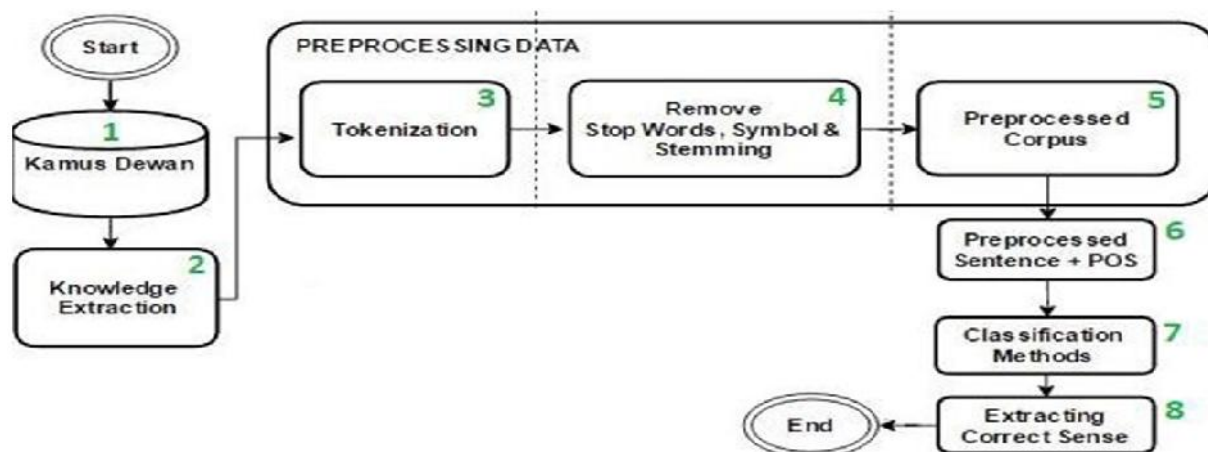 Start
1
Kamus Dewan
2
Knowledge
Extraction
PREPROCESSING DATA
3
Tokenization
4
Remove
Stop Words, Symbol &
Stemming
5
Preprocessed
Corpus
6
Preprocessed
Sentence + POS
7
Classification
Methods
8
Extracting
Correct Sense
End